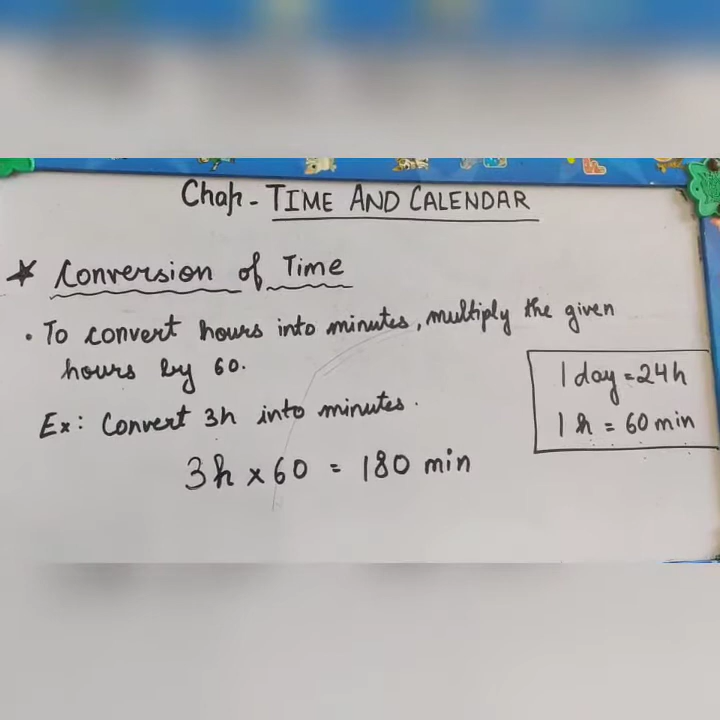 Chap - TIME AND CALENDAR
★ Conversion of Time
• To convert hours into minutes, multiply the given
hours by 60.
Ex: Convert 3h into minutes.
3h × 60 = 180 min
1 day = 24h
1 h = 60 min